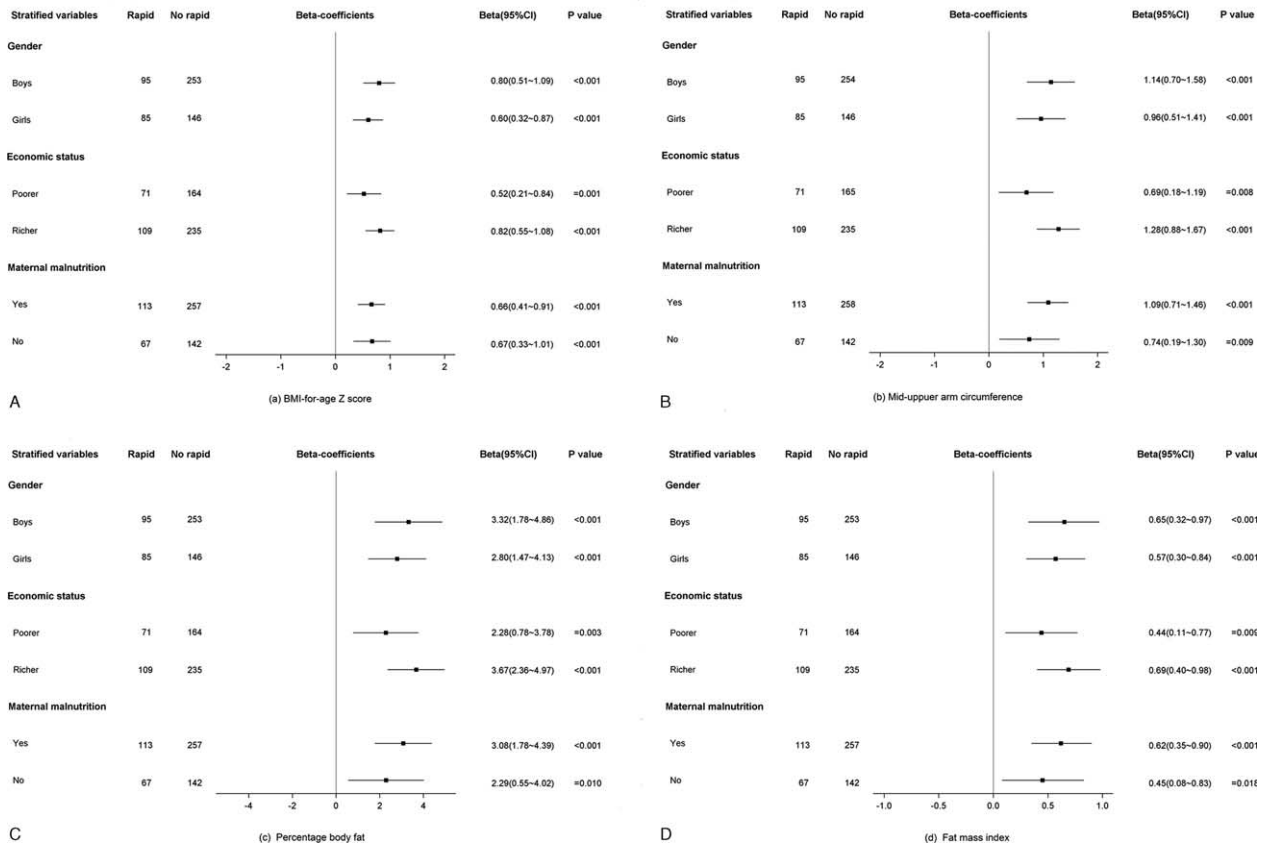 Stratified variables Rapid No rapid Beta-coefficients Beta(95%CI) P value
Gender
Boys 95 253 0.80(0.51~1.09) <0.001
Girls 85 146 0.60(0.32~0.87) <0.001
Economic status
Poorer 71 164 0.52(0.21~0.84) =0.001
Richer 109 235 0.82(0.55~1.08) <0.001
Maternal malnutrition
Yes 113 257 0.66(0.41~0.91) <0.001
No 67 142 0.67(0.33~1.01) <0.001
-2 -1 0 1 2
A (a) BMI-for-age Z score
Stratified variables Rapid No rapid Beta-coefficients Beta(95%CI) P value
Gender
Boys 95 254 1.14(0.70~1.58) <0.001
Girls 85 146 0.96(0.51~1.41) <0.001
Economic status
Poorer 71 165 0.69(0.18~1.19) =0.008
Richer 109 235 1.28(0.88~1.67) <0.001
Maternal malnutrition
Yes 113 258 1.09(0.71~1.46) <0.001
No 67 142 0.74(0.19~1.30) =0.009
-2 -1 0 1 2
B (b) Mid-uppuer arm circumference
Stratified variables Rapid No rapid Beta-coefficients Beta(95%CI) P value
Gender
Boys 95 253 3.32(1.78~4.86) <0.001
Girls 85 146 2.80(1.47~4.13) <0.001
Economic status
Poorer 71 164 2.28(0.78~3.78) =0.003
Richer 109 235 3.67(2.36~4.97) <0.001
Maternal malnutrition
Yes 113 257 3.08(1.78~4.39) <0.001
No 67 142 2.29(0.55~4.02) =0.010
-4 -2 0 2 4
C (c) Percentage body fat
Stratified variables Rapid No rapid Beta-coefficients Beta(95%CI) P value
Gender
Boys 95 253 0.65(0.32~0.97) <0.001
Girls 85 146 0.57(0.30~0.84) <0.001
Economic status
Poorer 71 164 0.44(0.11~0.77) =0.009
Richer 109 235 0.69(0.40~0.98) <0.001
Maternal malnutrition
Yes 113 257 0.62(0.35~0.90) <0.001
No 67 142 0.45(0.08~0.83) =0.018
-1.0 -0.5 0.0 0.5 1.0
D (d) Fat mass index